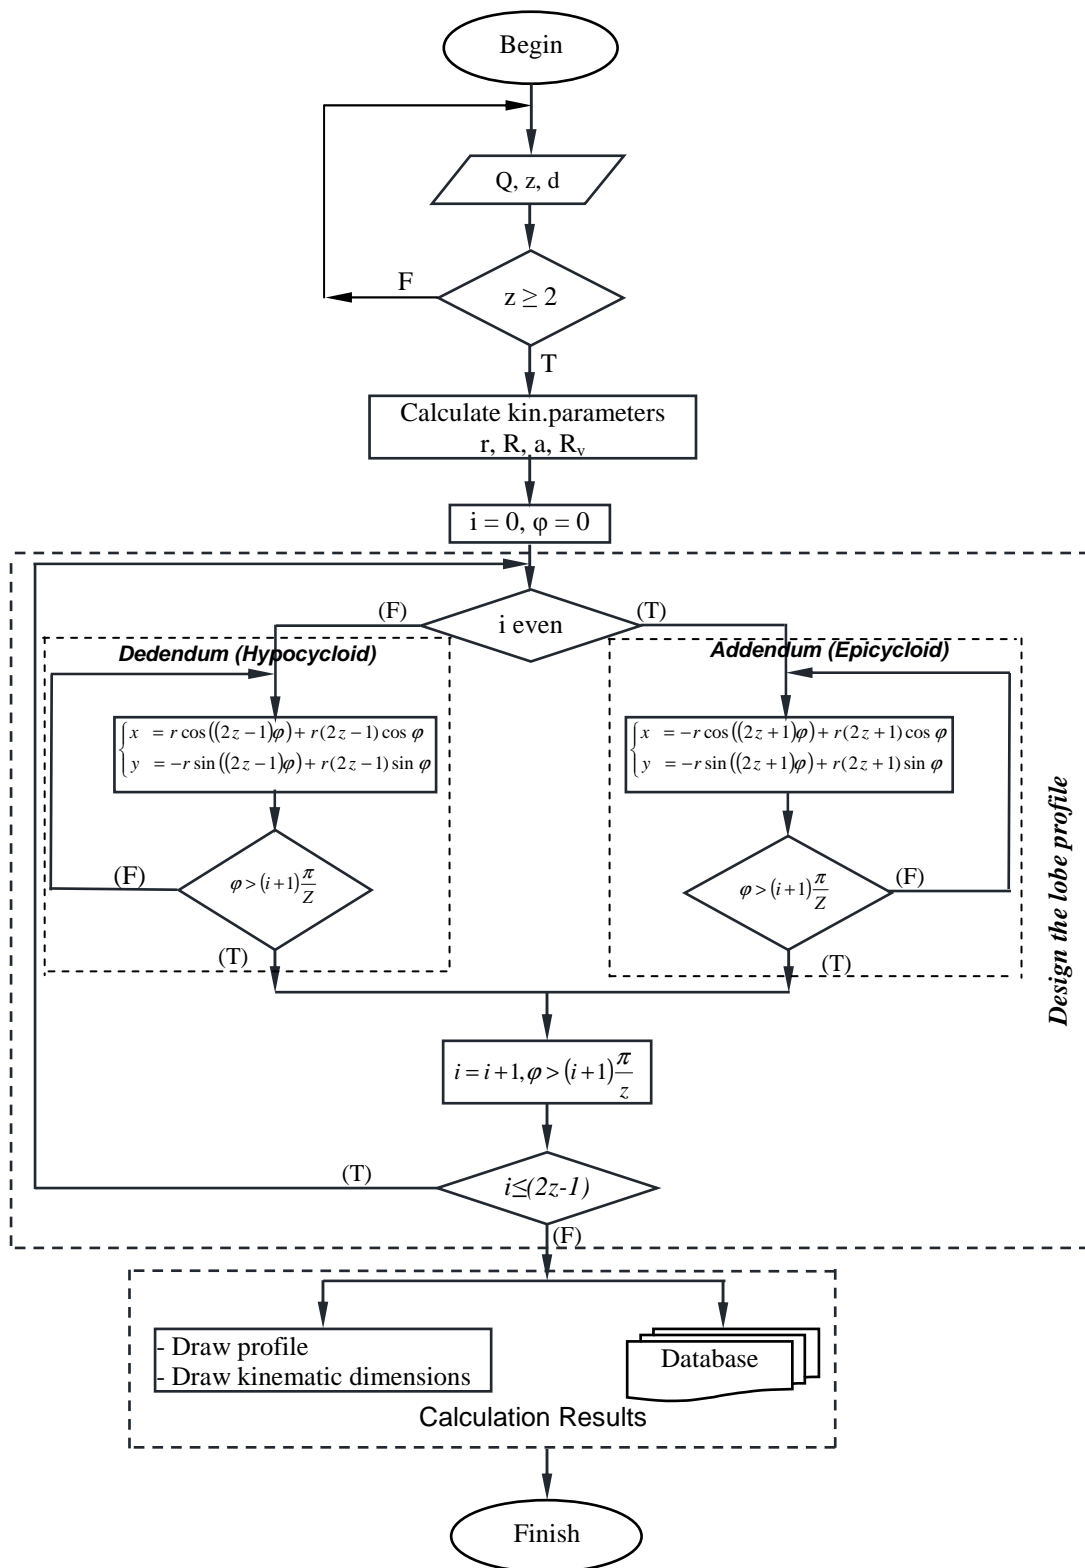 Begin
Q, z, d
F
z ≥ 2
T
Calculate kin.parameters
r, R, a, Rᵥ
i = 0, φ = 0
(F)
i even
(T)
Dedendum (Hypocycloid)
Addendum (Epicycloid)
x = r cos((2z−1)φ)+ r(2z−1) cos φ
y = −r sin((2z−1)φ)+ r(2z−1) sin φ
x = −r cos((2z+1)φ)+ r(2z+1) cos φ
y = −r sin((2z+1)φ)+ r(2z+1) sin φ
(F)
φ > (i+1) π/Z
(T)
φ > (i+1) π/Z
(F)
(T)
Design the lobe profile
i = i+1, φ > (i+1) π/z
(T)
i≤(2z-1)
(F)
- Draw profile
- Draw kinematic dimensions
Database
Calculation Results
Finish